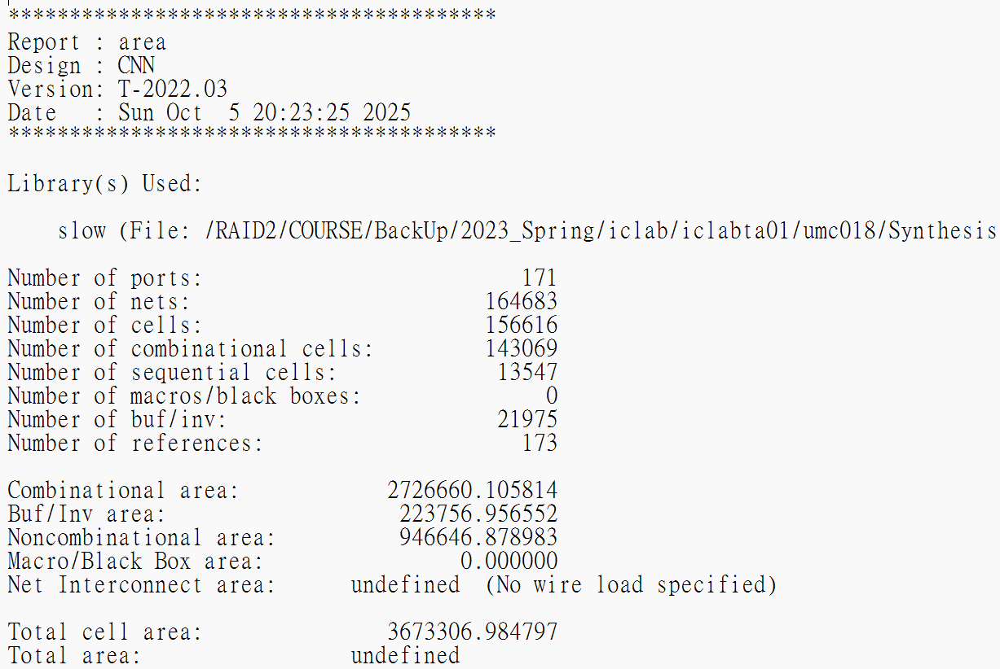 ****************************************
Report : area
Design : CNN
Version: T-2022.03
Date   : Sun Oct  5 20:23:25 2025
****************************************
Library(s) Used:
    slow (File: /RAID2/COURSE/BackUp/2023_Spring/iclab/iclabta01/umc018/Synthesis
Number of ports:                          171
Number of nets:                        164683
Number of cells:                       156616
Number of combinational cells:         143069
Number of sequential cells:             13547
Number of macros/black boxes:               0
Number of buf/inv:                      21975
Number of references:                     173
Combinational area:            2726660.105814
Buf/Inv area:                   223756.956552
Noncombinational area:          946646.878983
Macro/Black Box area:                0.000000
Net Interconnect area:      undefined  (No wire load specified)
Total cell area:               3673306.984797
Total area:                 undefined